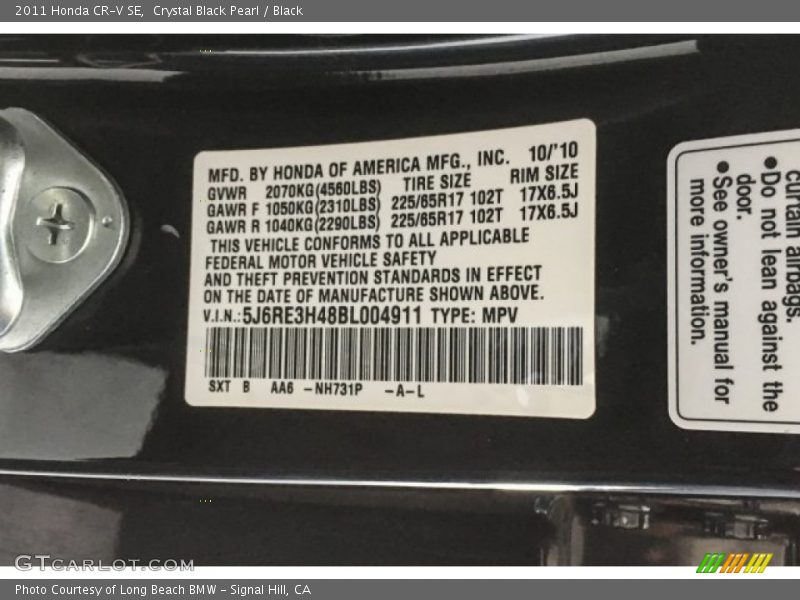 2011 Honda CR-V SE, Crystal Black Pearl / Black
MFD. BY HONDA OF AMERICA MFG., INC. 10/'10
GVWR 2070KG(4560LBS) TIRE SIZE RIM SIZE
GAWR F 1050KG(2310LBS) 225/65R17 102T 17X6.5J
GAWR R 1040KG(2290LBS) 225/65R17 102T 17X6.5J
THIS VEHICLE CONFORMS TO ALL APPLICABLE
FEDERAL MOTOR VEHICLE SAFETY
AND THEFT PREVENTION STANDARDS IN EFFECT
ON THE DATE OF MANUFACTURE SHOWN ABOVE.
V.I.N.:5J6RE3H48BL004911 TYPE: MPV
SXT B AA6 -NH731P -A-L
curtain airbags.
●Do not lean against the
door.
●See owner's manual for
more information.
GTcarlot.com
Photo Courtesy of Long Beach BMW - Signal Hill, CA